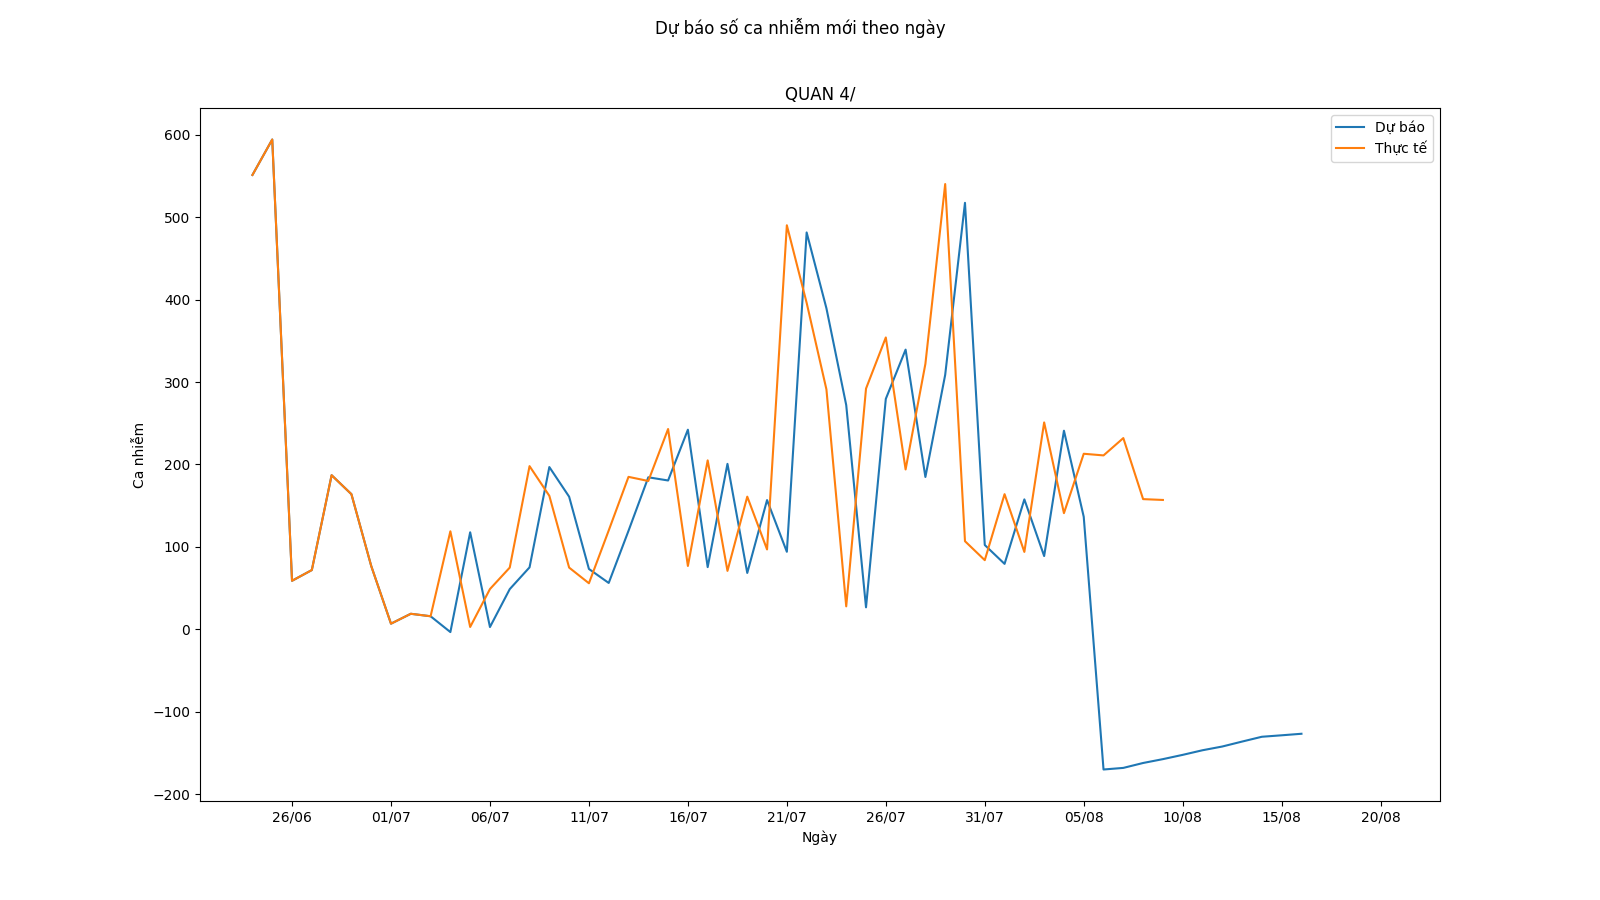 Dự báo số ca nhiễm mới theo ngày
QUAN 4/
Dự báo
Thực tế
600
500
400
300
200
100
0
−100
−200
Ca nhiễm
26/06 01/07 06/07 11/07 16/07 21/07 26/07 31/07 05/08 10/08 15/08 20/08
Ngày